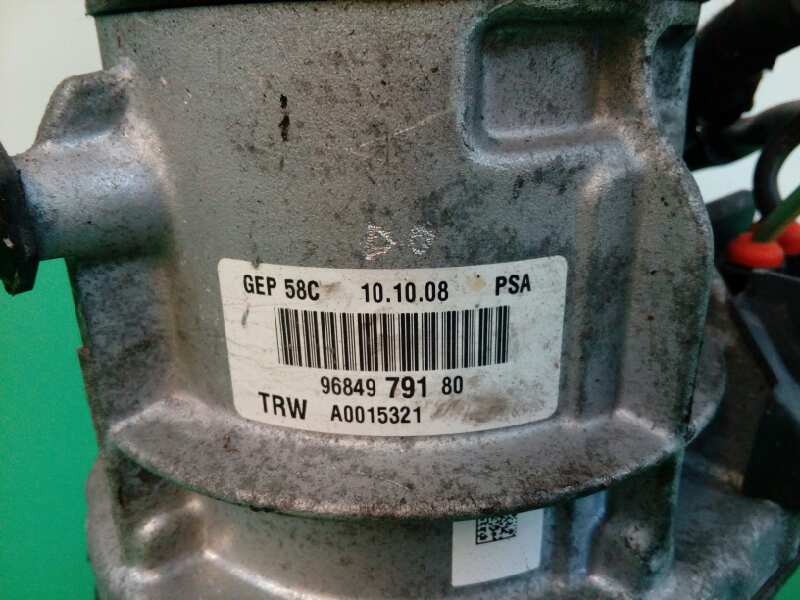 GEP 58C 10.10.08 PSA
96849 791 80
TRW A0015321